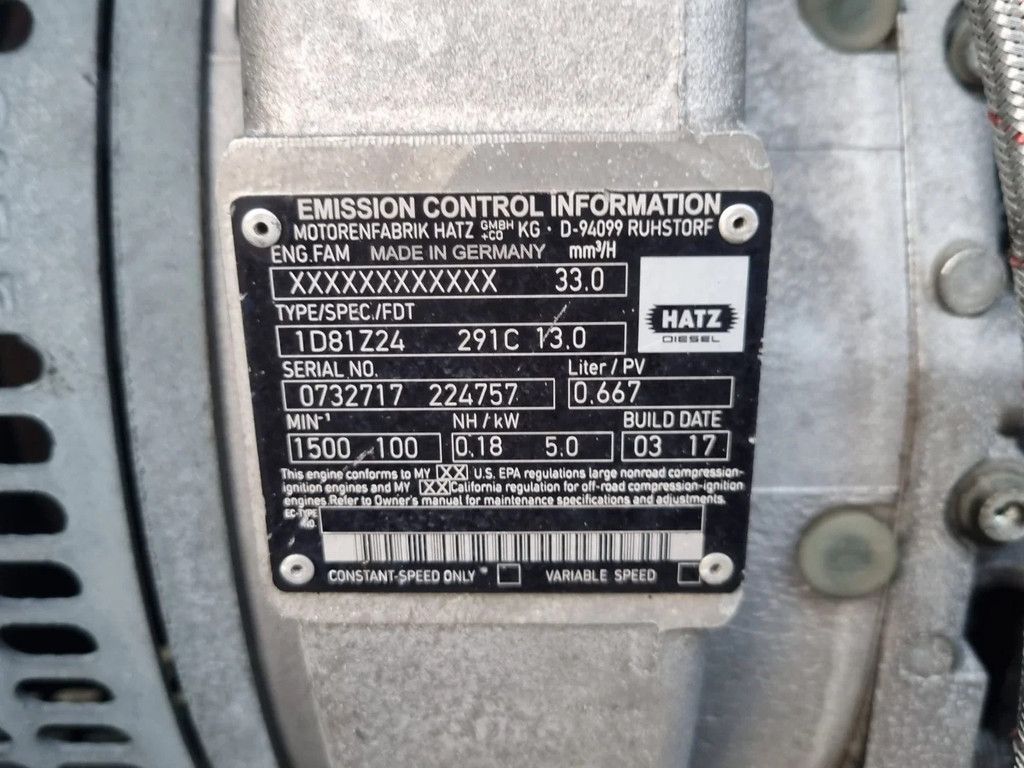 EMISSION CONTROL INFORMATION
MOTORENFABRIK HATZ GMBH +CO KG · D-94099 RUHSTORF
ENG.FAM MADE IN GERMANY mm³/H
XXXXXXXXXXXX 33.0
TYPE/SPEC./FDT
1D81Z24 291C 13.0
HATZ
DIESEL
SERIAL NO. Liter / PV
0732717 224757 0.667
MIN-¹ NH / kW BUILD DATE
1500 100 0.18 5.0 03 17
This engine conforms to MY XX U.S. EPA regulations large nonroad compression-
ignition engines and MY XX California regulation for off-road compression-ignition
engines. Refer to Owner's manual for maintenance specifications and adjustments.
EC-TYPE
NO.
CONSTANT-SPEED ONLY VARIABLE SPEED